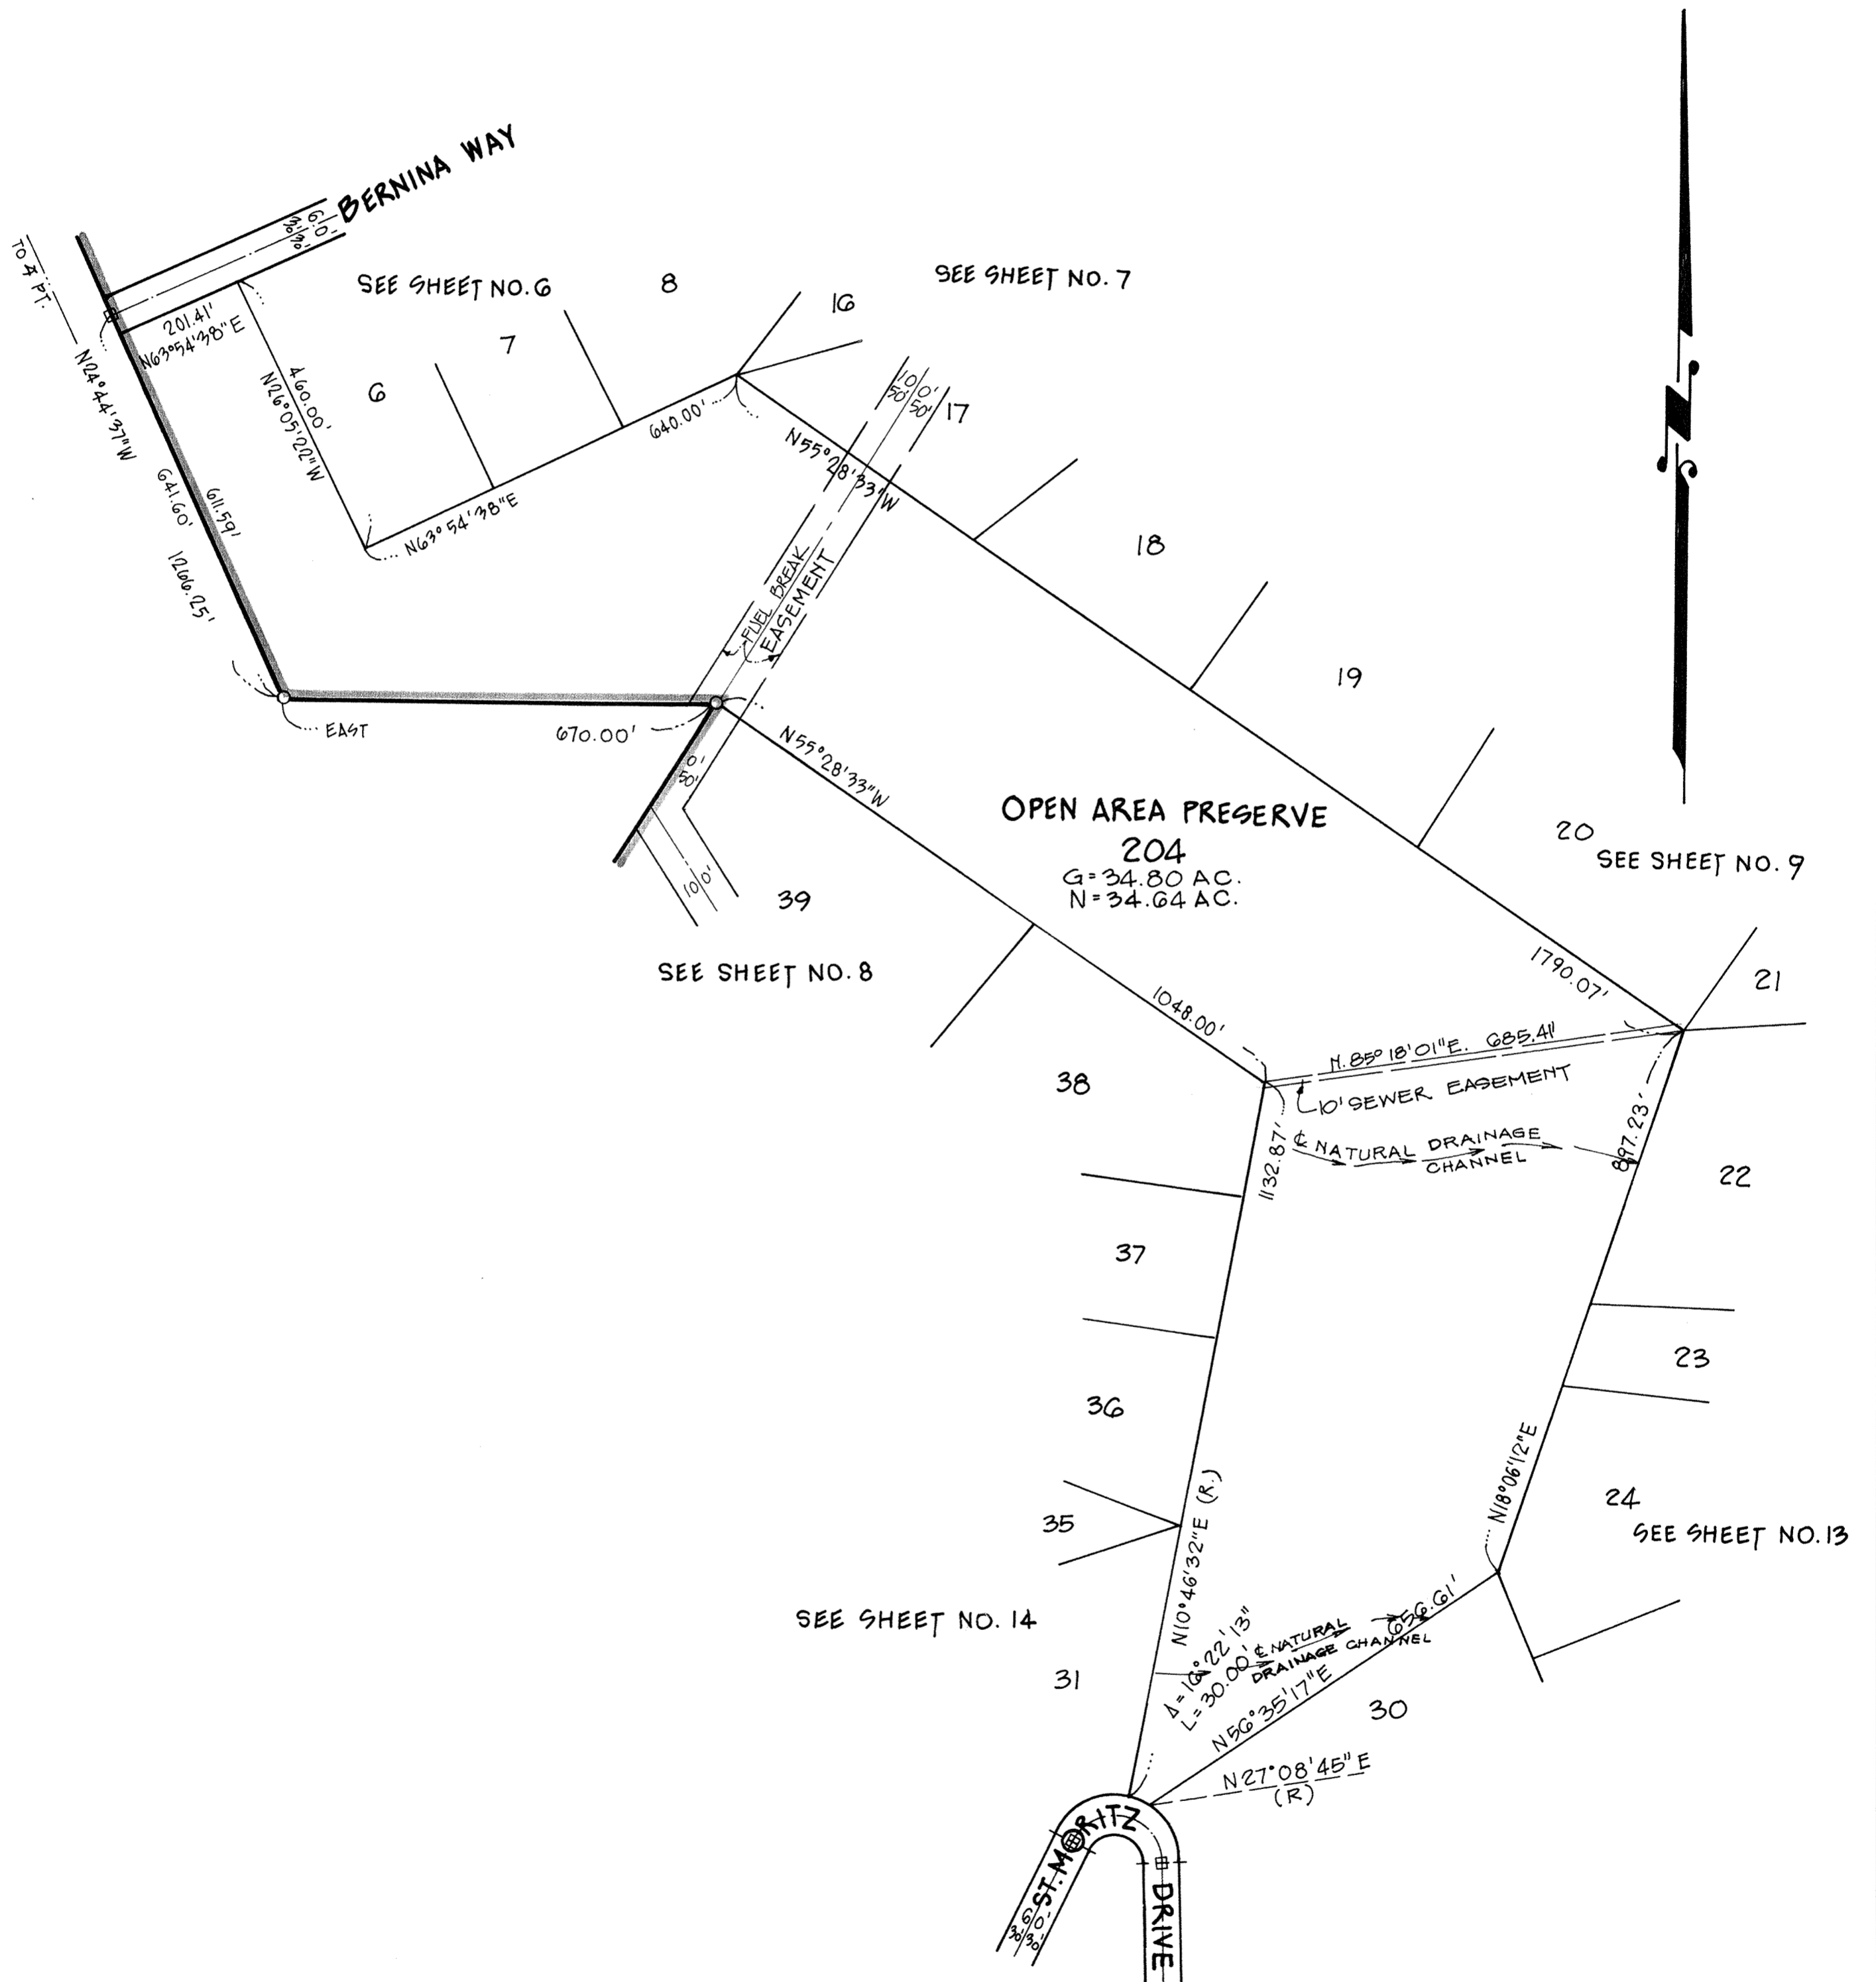 BERNINA WAY
60'
30' 30'
TO ∡ PT.
SEE SHEET NO. 6
8
SEE SHEET NO. 7
16
201.41'
N63°54'38"E
7
N24°44'37"W
460.00'
N26°05'22"W
6
640.00'
100'
50' 50'
17
N55°28'33"W
641.60'
611.59'
N63°54'38"E
18
1266.25'
FUEL BREAK
EASEMENT
19
EAST
670.00'
N55°28'33"W
50'
OPEN AREA PRESERVE
204
G=34.80 AC.
N=34.64 AC.
20
SEE SHEET NO. 9
100'
39
SEE SHEET NO. 8
1790.07'
21
1048.00'
N. 85° 18' 01" E. 685.41'
10' SEWER EASEMENT
38
1132.87'
℄ NATURAL DRAINAGE
CHANNEL
897.23'
22
37
23
36
N10°46'32"E (R.)
N18°06'12"E
24
SEE SHEET NO. 13
35
SEE SHEET NO. 14
656.61'
Δ=16°22'13"
L=30.00'
℄ NATURAL
DRAINAGE CHANNEL
31
N56°35'17"E
30
N27°08'45"E
(R)
ST. MORITZ
DRIVE
60'
30' 30'